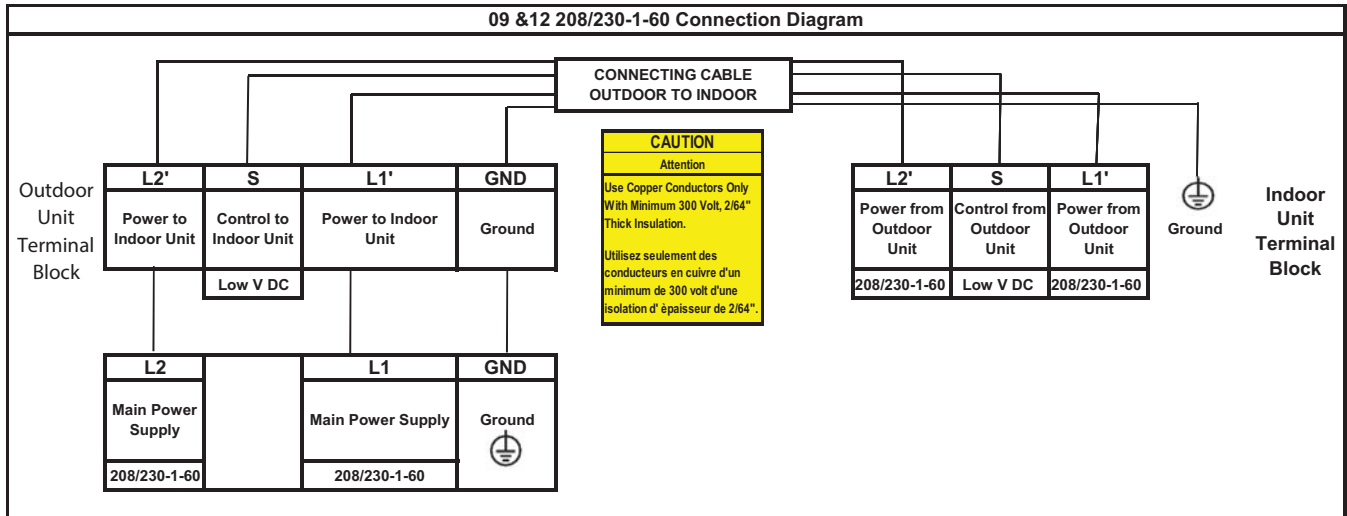 09 &12 208/230-1-60 Connection Diagram
CONNECTING CABLE
OUTDOOR TO INDOOR
CAUTION
Attention
Use Copper Conductors Only
With Minimum 300 Volt, 2/64"
Thick Insulation.
Utilisez seulement des
conducteurs en cuivre d'un
minimum de 300 volt d'une
isolation d' èpaisseur de 2/64".
Outdoor
Unit
Terminal
Block
L2'
Power to
Indoor Unit
S
Control to
Indoor Unit
Low V DC
L1'
Power to Indoor
Unit
GND
Ground
L2
Main Power
Supply
208/230-1-60
L1
Main Power Supply
208/230-1-60
GND
Ground
L2'
Power from
Outdoor
Unit
208/230-1-60
S
Control from
Outdoor
Unit
Low V DC
L1'
Power from
Outdoor
Unit
208/230-1-60
Ground
Indoor
Unit
Terminal
Block